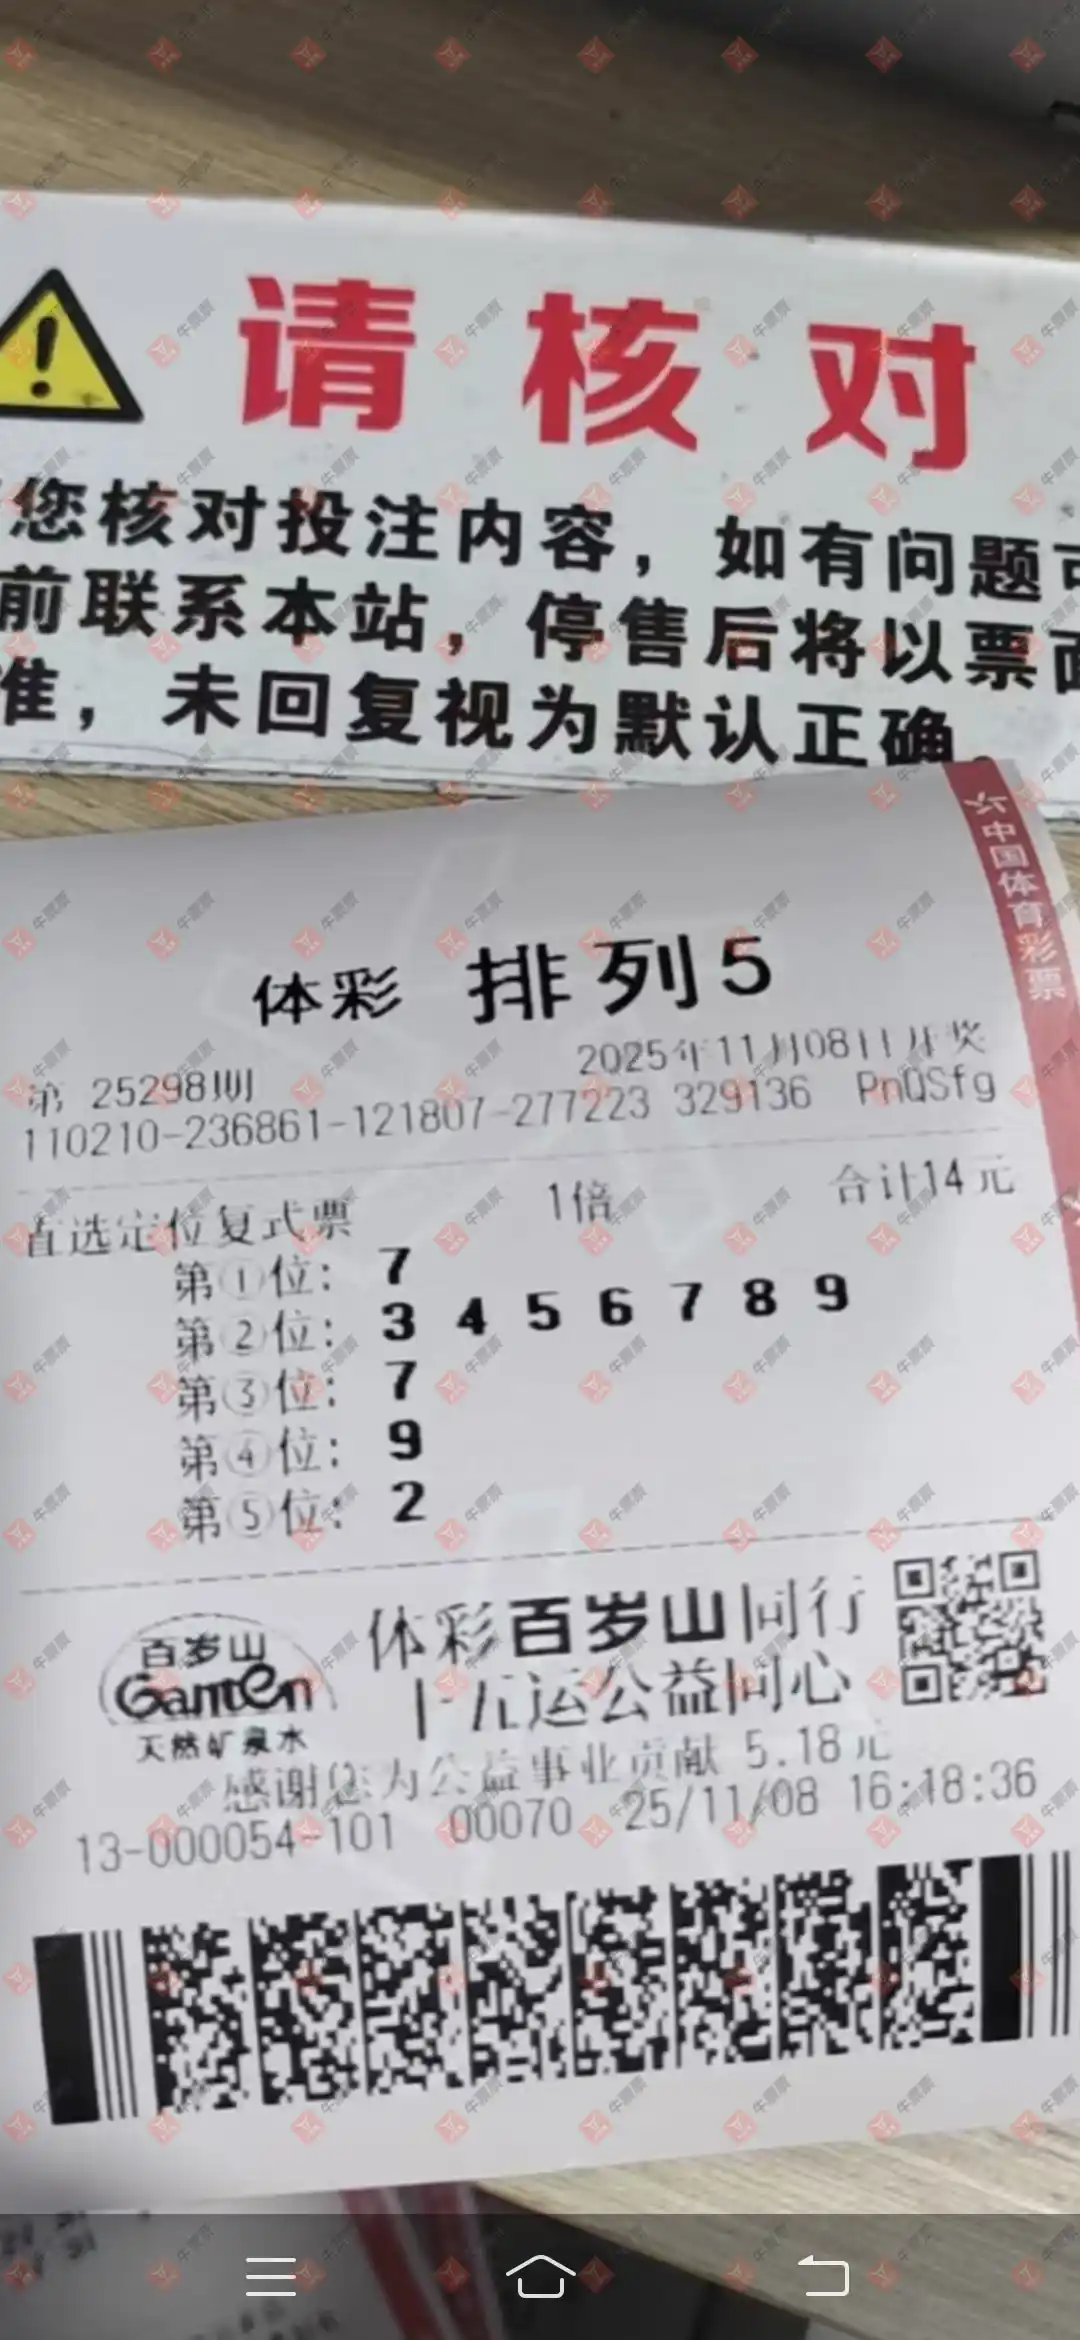 请核对
您核对投注内容，如有问题可
前联系本站，停售后将以票面
准，未回复视为默认正确。
中国体育彩票
体彩 排列5
第 25298期 2025年11月08日开奖
110210-236861-121807-277223 329136 PnQSfg
直选定位复式票 1倍 合计14元
第①位: 7
第②位: 3 4 5 6 7 8 9
第③位: 7
第④位: 9
第⑤位: 2
百岁山
Ganten
天然矿泉水
体彩百岁山同行
十五运公益同心
感谢您为公益事业贡献 5.18元
13-000054-101 00070 25/11/08 16:18:36
牛票票